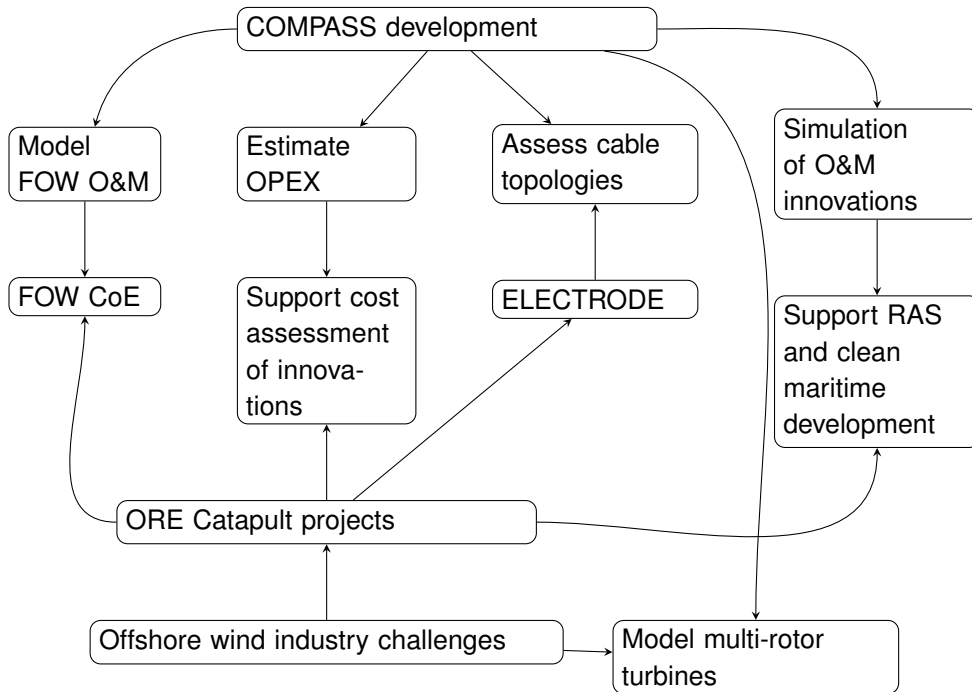 COMPASS development
Model
FOW O&M
Estimate
OPEX
Assess cable
topologies
Simulation
of O&M
innovations
FOW CoE
Support cost
assessment
of innova-
tions
ELECTRODE
Support RAS
and clean
maritime
development
ORE Catapult projects
Offshore wind industry challenges
Model multi-rotor
turbines